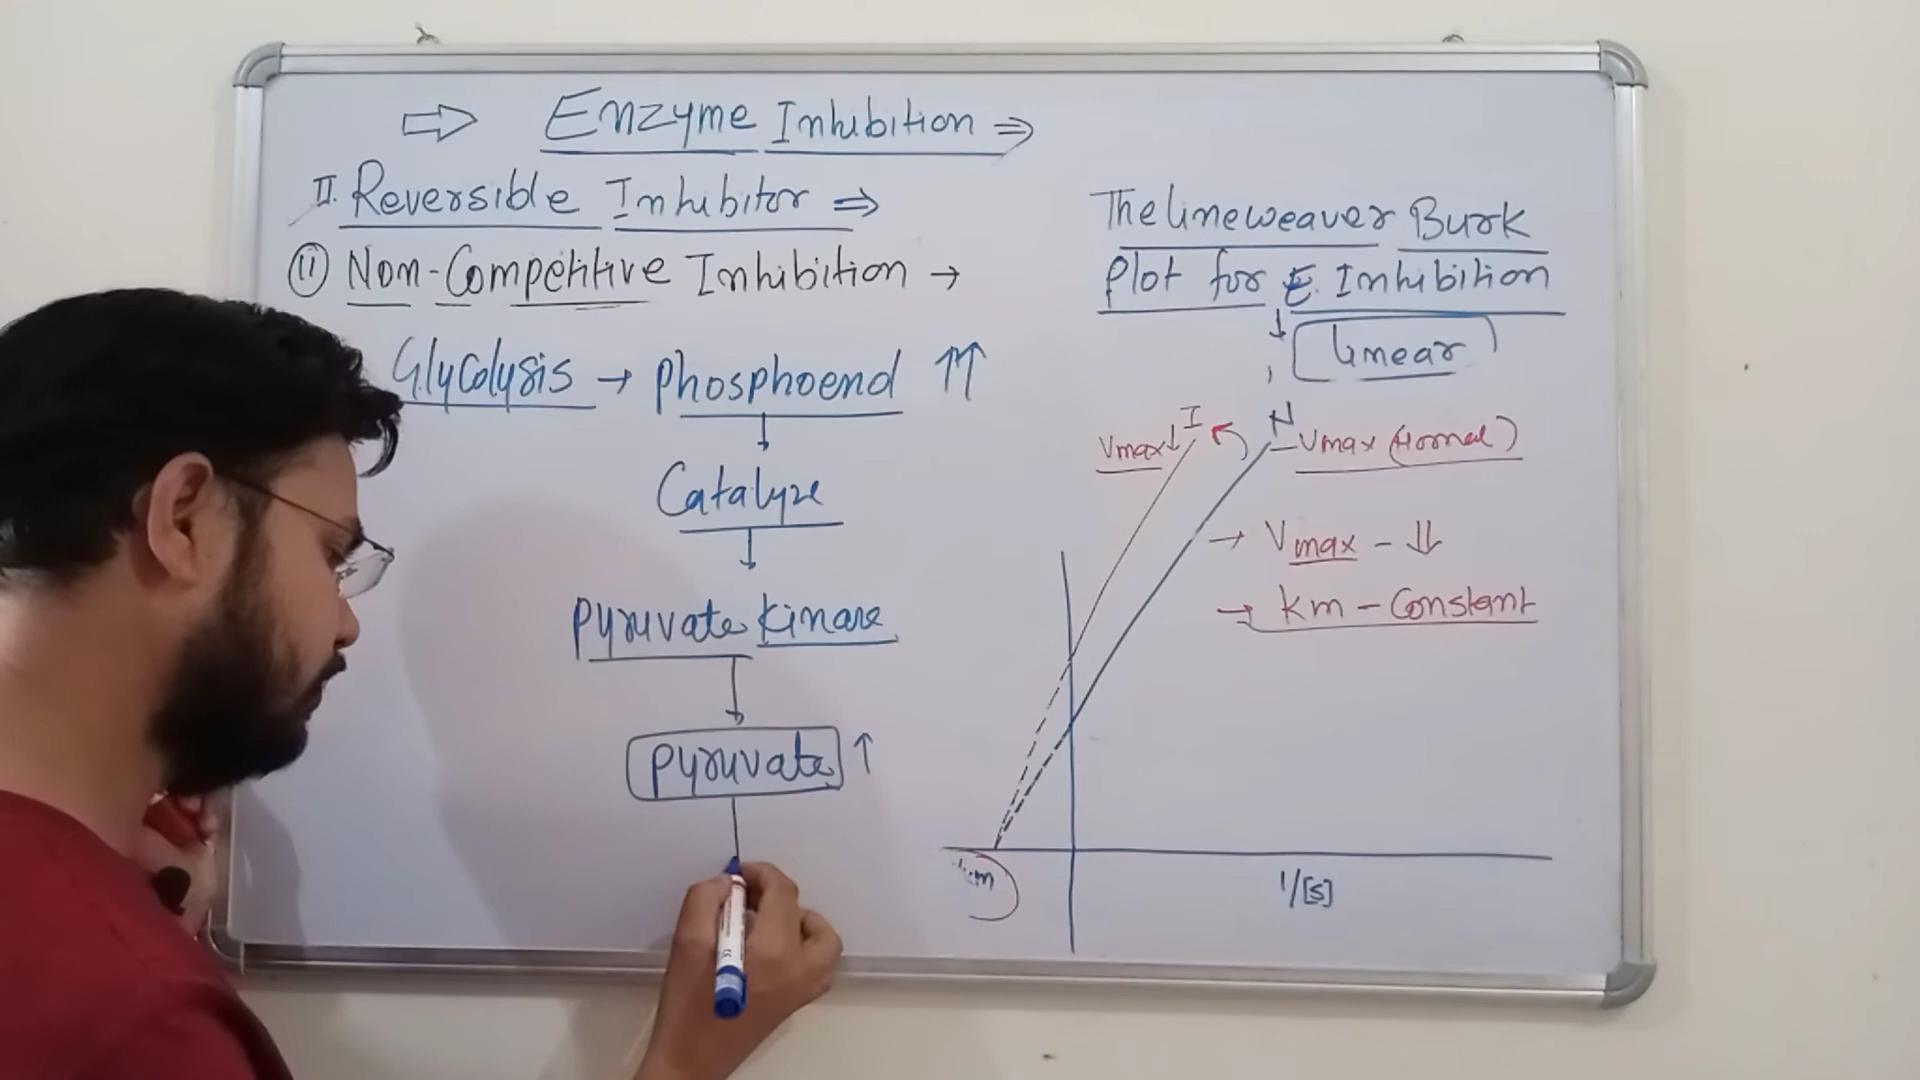 ⇒ Enzyme Inhibition ⇒
II. Reversible Inhibitor ⇒
(ii) Non-Competitive Inhibition →
Glycolysis → Phosphoend ↑↑
↓
Catalyze
↓
Pyruvate Kinase
↓
Pyruvate ↑
The lineweaver Burk
Plot for E. Inhibition
↓
linear
I N
Vmax↓ Vmax (Normal)
→ Vmax - ↓↓
→ Km - Constant
1/[S]